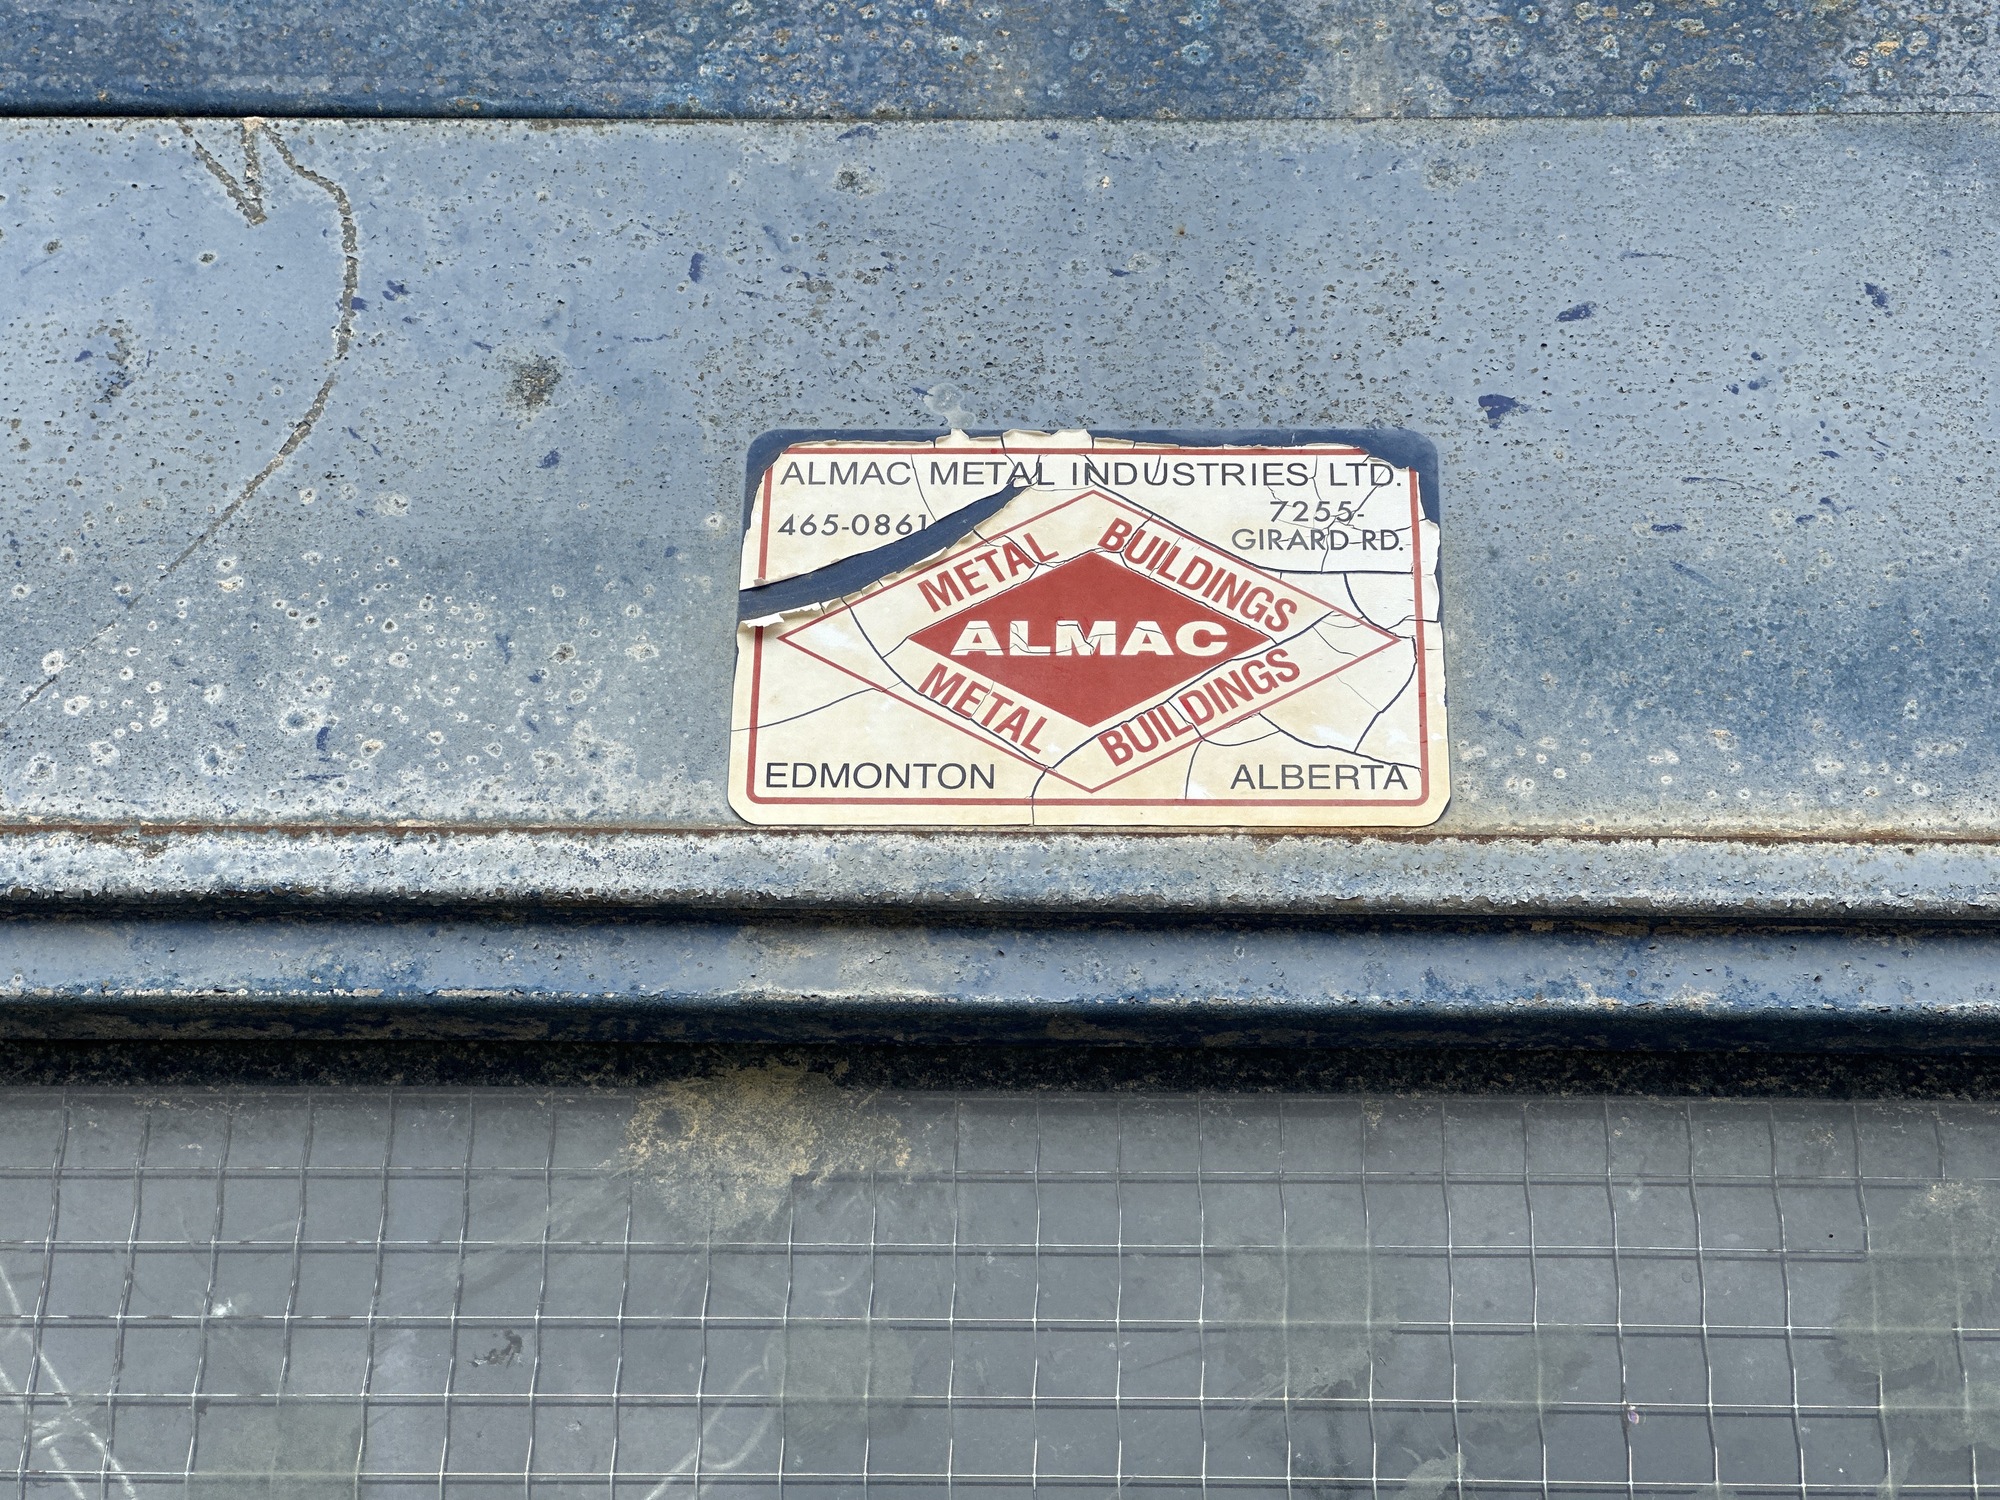 ALMAC METAL INDUSTRIES LTD.
465-0861
7255-
GIRARD RD.
METAL BUILDINGS
ALMAC
METAL BUILDINGS
EDMONTON ALBERTA